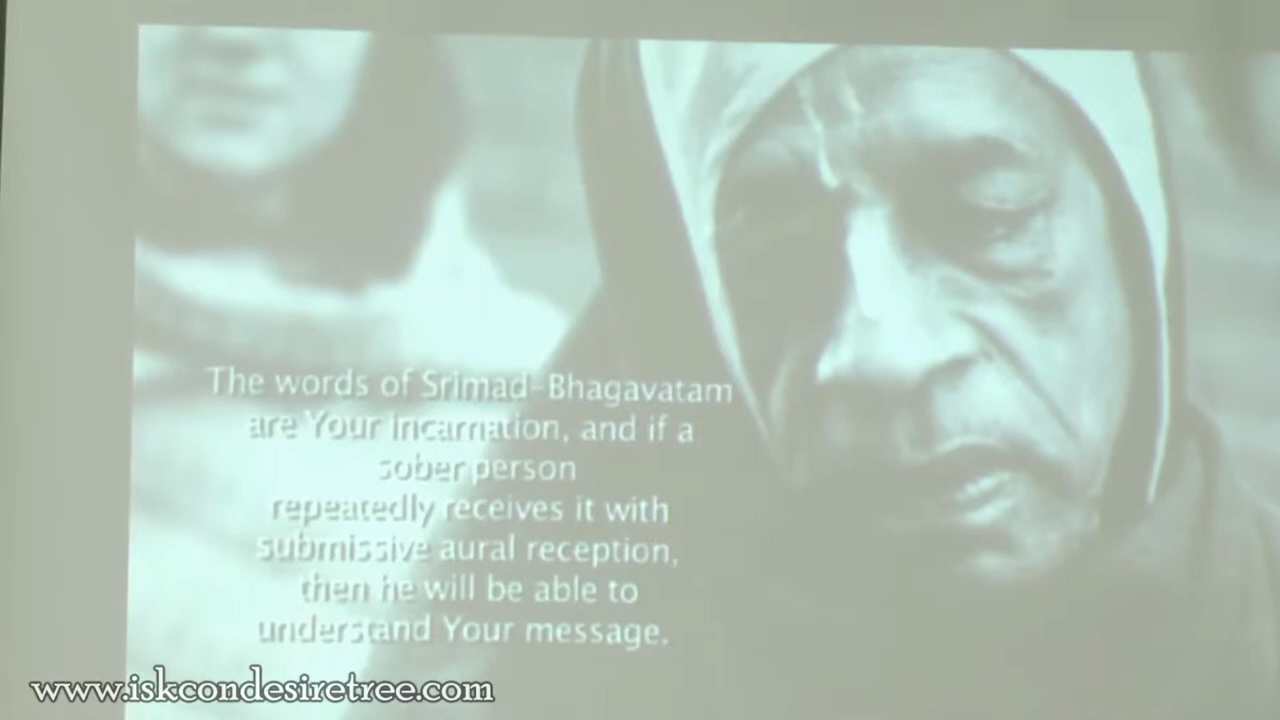 The words of Srimad-Bhagavatam
are Your incarnation, and if a
sober person
repeatedly receives it with
submissive aural reception,
then he will be able to
understand Your message.
www.iskcondesiretree.com